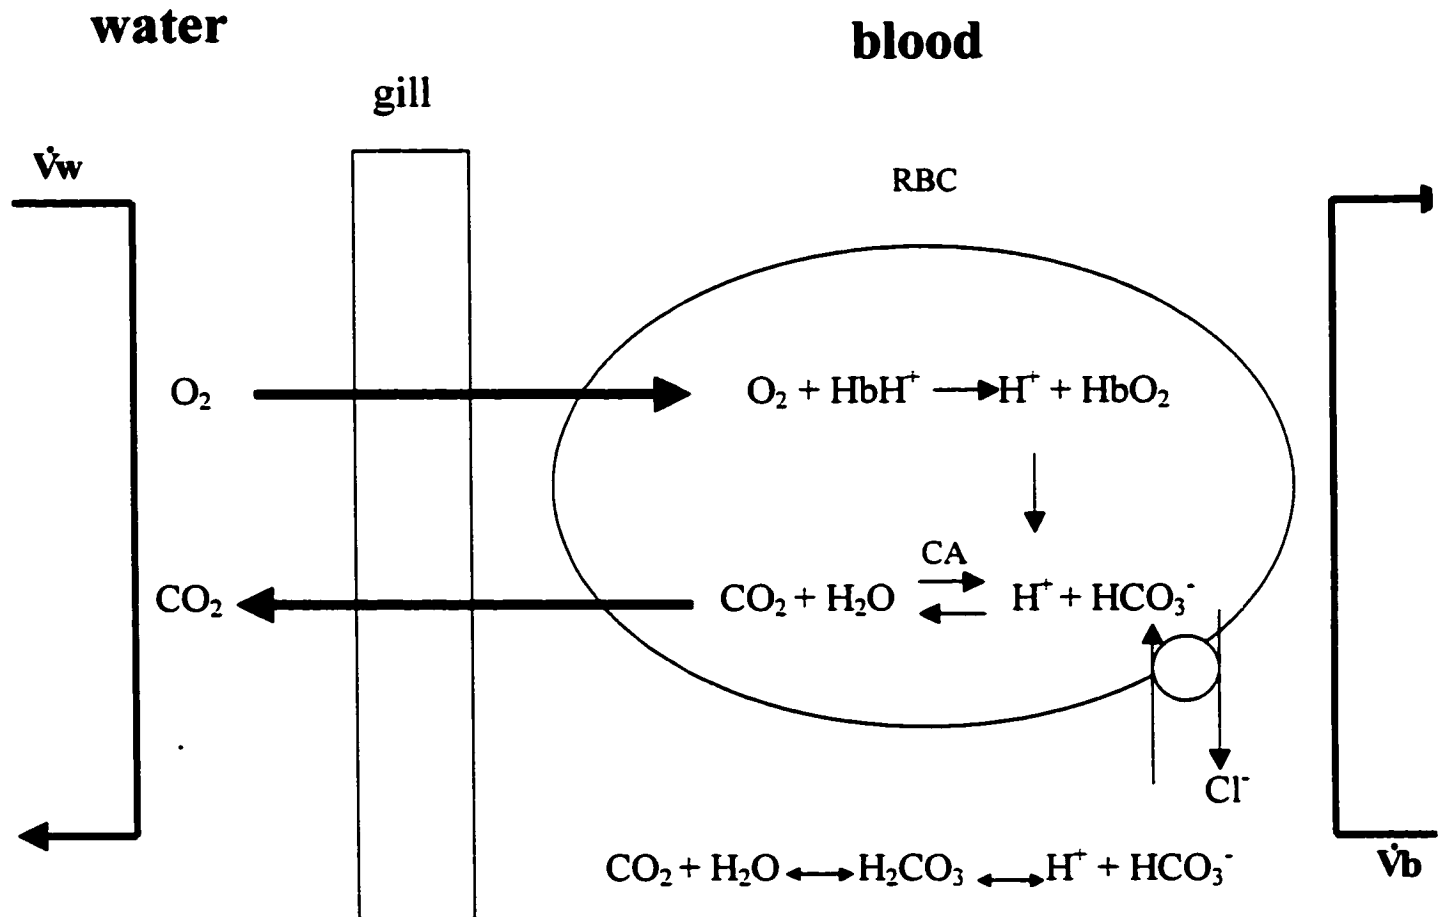 water
blood
gill
V̇w
RBC
O₂
O₂ + HbH⁺ → H⁺ + HbO₂
CA
CO₂
CO₂ + H₂O ⇌ H⁺ + HCO₃⁻
Cl⁻
CO₂ + H₂O ↔ H₂CO₃ ↔ H⁺ + HCO₃⁻
V̇b